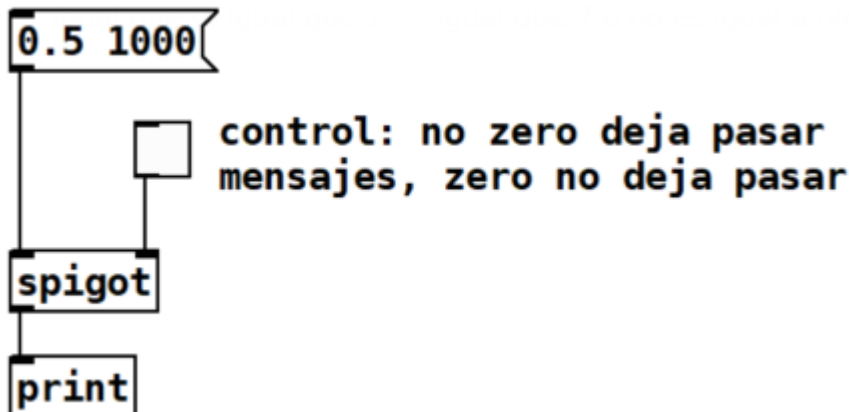 0.5 1000
control: no zero deja pasar
mensajes, zero no deja pasar
spigot
print